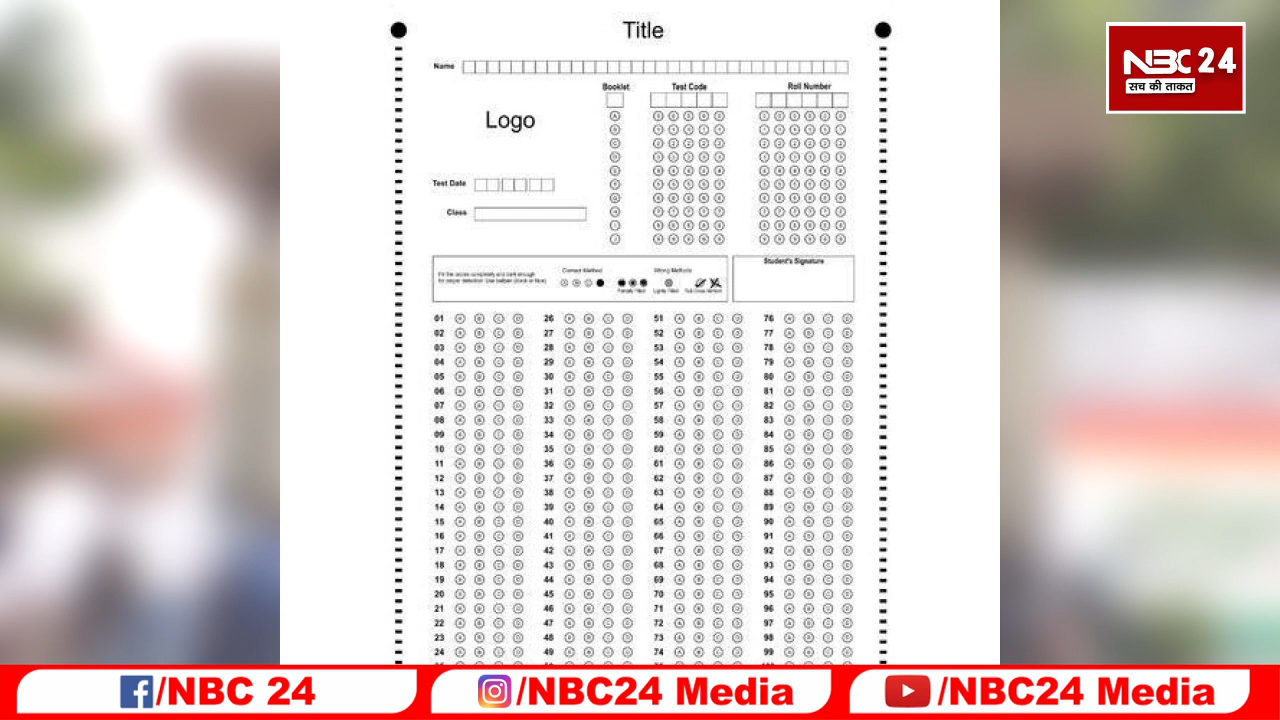 Title
NBC 24
सच की ताकत
Name
Booklet Test Code Roll Number
Logo
Test Date
Class
Student's Signature
Correct Method Wrong Methods
Partially Filled Lightly Filled
01 A B C D 26 A B C D 51 A B C D 76 A B C D
02 A B C D 27 A B C D 52 A B C D 77 A B C D
03 A B C D 28 A B C D 53 A B C D 78 A B C D
04 A B C D 29 A B C D 54 A B C D 79 A B C D
05 A B C D 30 A B C D 55 A B C D 80 A B C D
06 A B C D 31 A B C D 56 A B C D 81 A B C D
07 A B C D 32 A B C D 57 A B C D 82 A B C D
08 A B C D 33 A B C D 58 A B C D 83 A B C D
09 A B C D 34 A B C D 59 A B C D 84 A B C D
10 A B C D 35 A B C D 60 A B C D 85 A B C D
11 A B C D 36 A B C D 61 A B C D 86 A B C D
12 A B C D 37 A B C D 62 A B C D 87 A B C D
13 A B C D 38 A B C D 63 A B C D 88 A B C D
14 A B C D 39 A B C D 64 A B C D 89 A B C D
15 A B C D 40 A B C D 65 A B C D 90 A B C D
16 A B C D 41 A B C D 66 A B C D 91 A B C D
17 A B C D 42 A B C D 67 A B C D 92 A B C D
18 A B C D 43 A B C D 68 A B C D 93 A B C D
19 A B C D 44 A B C D 69 A B C D 94 A B C D
20 A B C D 45 A B C D 70 A B C D 95 A B C D
21 A B C D 46 A B C D 71 A B C D 96 A B C D
22 A B C D 47 A B C D 72 A B C D 97 A B C D
23 A B C D 48 A B C D 73 A B C D 98 A B C D
24 A B C D 49 A B C D 74 A B C D 99 A B C D
/NBC 24 /NBC24 Media /NBC24 Media